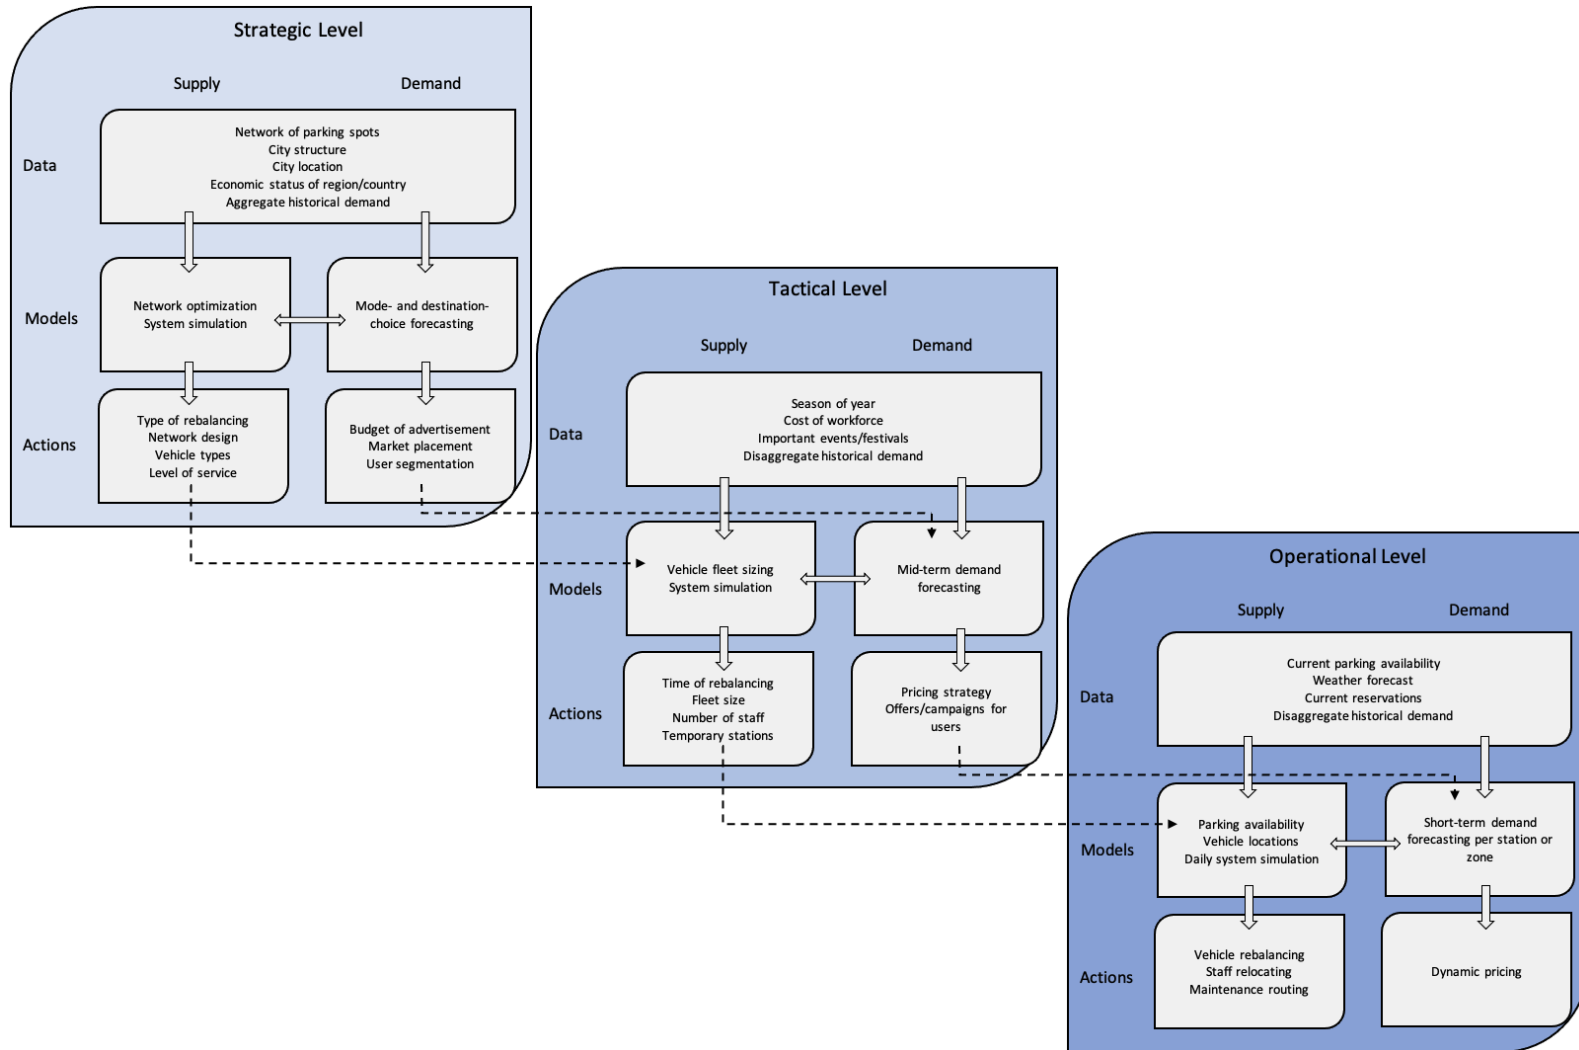 Strategic Level
Supply
Demand
Data
Network of parking spots
City structure
City location
Economic status of region/country
Aggregate historical demand
Models
Network optimization
System simulation
Mode- and destination-
choice forecasting
Actions
Type of rebalancing
Network design
Vehicle types
Level of service
Budget of advertisement
Market placement
User segmentation
Tactical Level
Supply
Demand
Data
Season of year
Cost of workforce
Important events/festivals
Disaggregate historical demand
Models
Vehicle fleet sizing
System simulation
Mid-term demand
forecasting
Actions
Time of rebalancing
Fleet size
Number of staff
Temporary stations
Pricing strategy
Offers/campaigns for
users
Operational Level
Supply
Demand
Data
Current parking availability
Weather forecast
Current reservations
Disaggregate historical demand
Models
Parking availability
Vehicle locations
Daily system simulation
Short-term demand
forecasting per station or
zone
Actions
Vehicle rebalancing
Staff relocating
Maintenance routing
Dynamic pricing